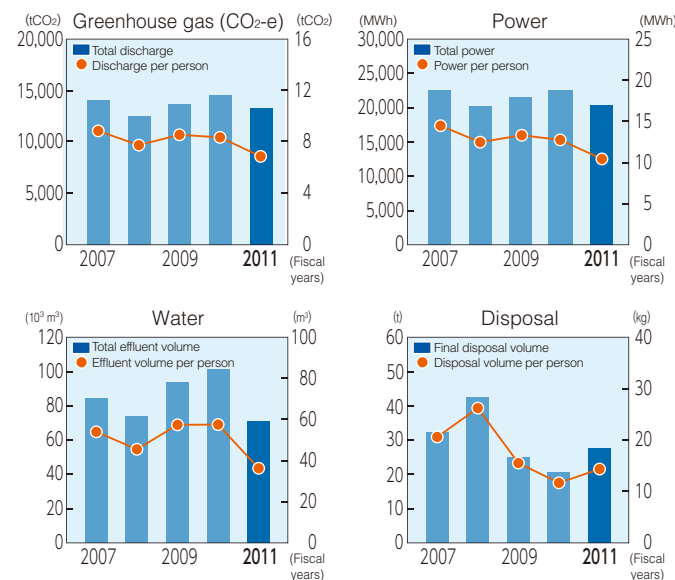 Greenhouse gas (CO₂-e)
(tCO₂) (tCO₂)
20,000 16
Total discharge
Discharge per person
15,000 12
10,000 8
5,000 4
0 0
2007 2009 2011 (Fiscal
years)
Power
(MWh) (MWh)
30,000 25
Total power
Power per person
25,000 20
20,000 15
15,000 10
10,000 5
5,000
0 0
2007 2009 2011 (Fiscal
years)
Water
(10³ m³) (m³)
120 100
Total effluent volume
Effluent volume per person
100 80
80 60
60 40
40 20
20
0 0
2007 2009 2011 (Fiscal
years)
Disposal
(t) (kg)
60 40
Final disposal volume
Disposal volume per person
50 30
40 20
30 10
20
10
0 0
2007 2009 2011 (Fiscal
years)